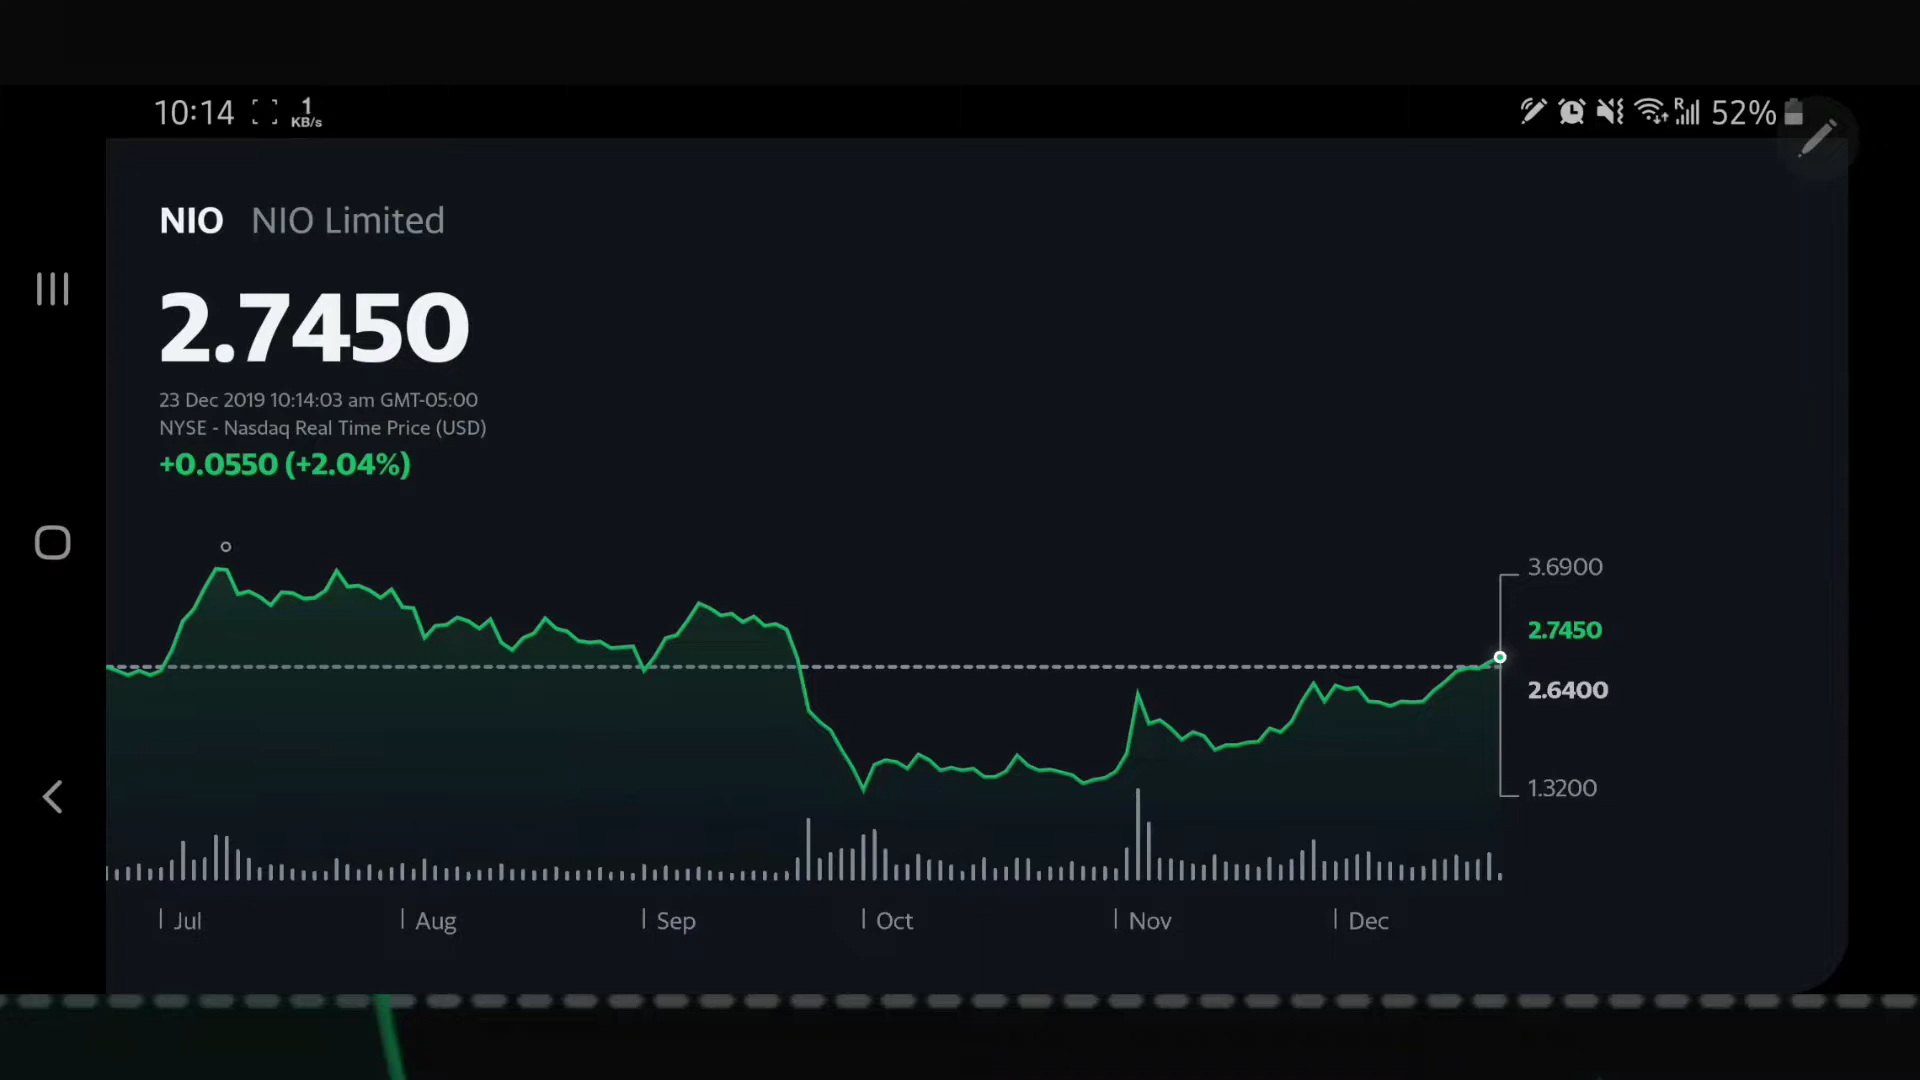 10:14 1 KB/s R 52%
NIO NIO Limited
2.7450
23 Dec 2019 10:14:03 am GMT-05:00
NYSE - Nasdaq Real Time Price (USD)
+0.0550 (+2.04%)
3.6900
2.7450
2.6400
1.3200
Jul Aug Sep Oct Nov Dec